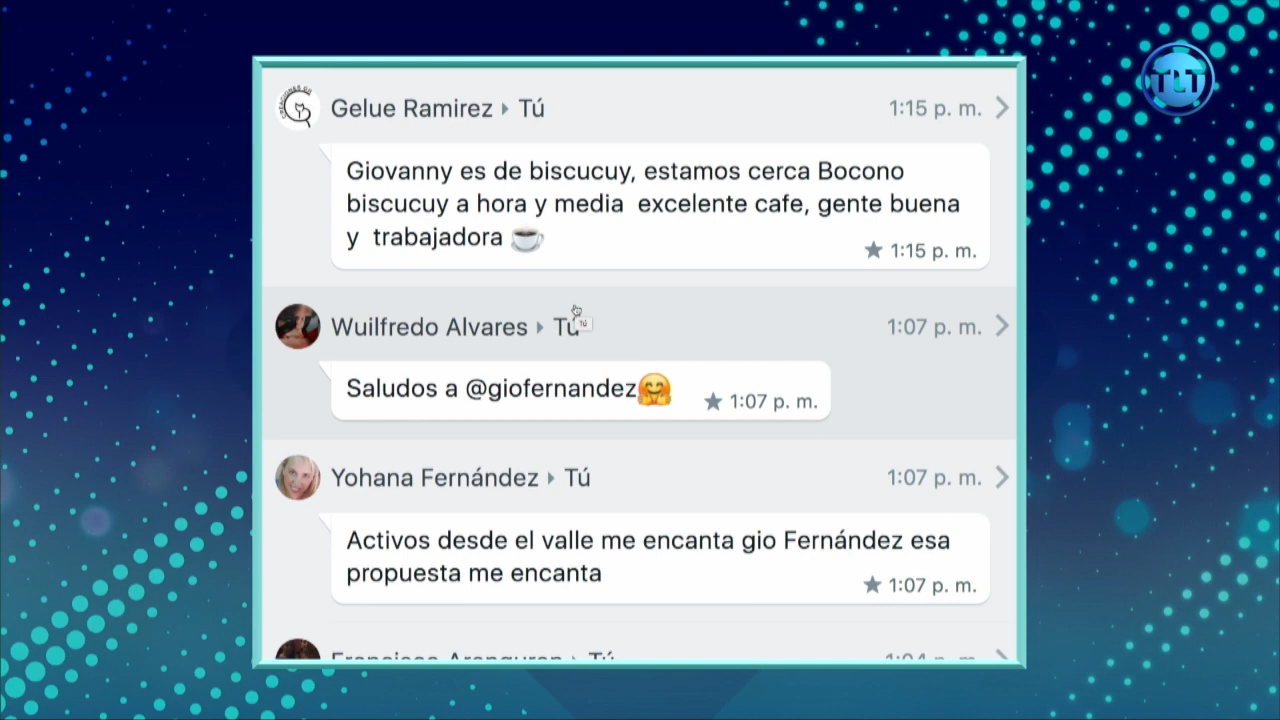 TLT
Gelue Ramirez ▸ Tú 1:15 p. m.
Giovanny es de biscucuy, estamos cerca Bocono
biscucuy a hora y media excelente cafe, gente buena
y trabajadora ☕
★ 1:15 p. m.
Wuilfredo Alvares ▸ Tú 1:07 p. m.
Tú
Saludos a @giofernandez🤗 ★ 1:07 p. m.
Yohana Fernández ▸ Tú 1:07 p. m.
Activos desde el valle me encanta gio Fernández esa
propuesta me encanta
★ 1:07 p. m.